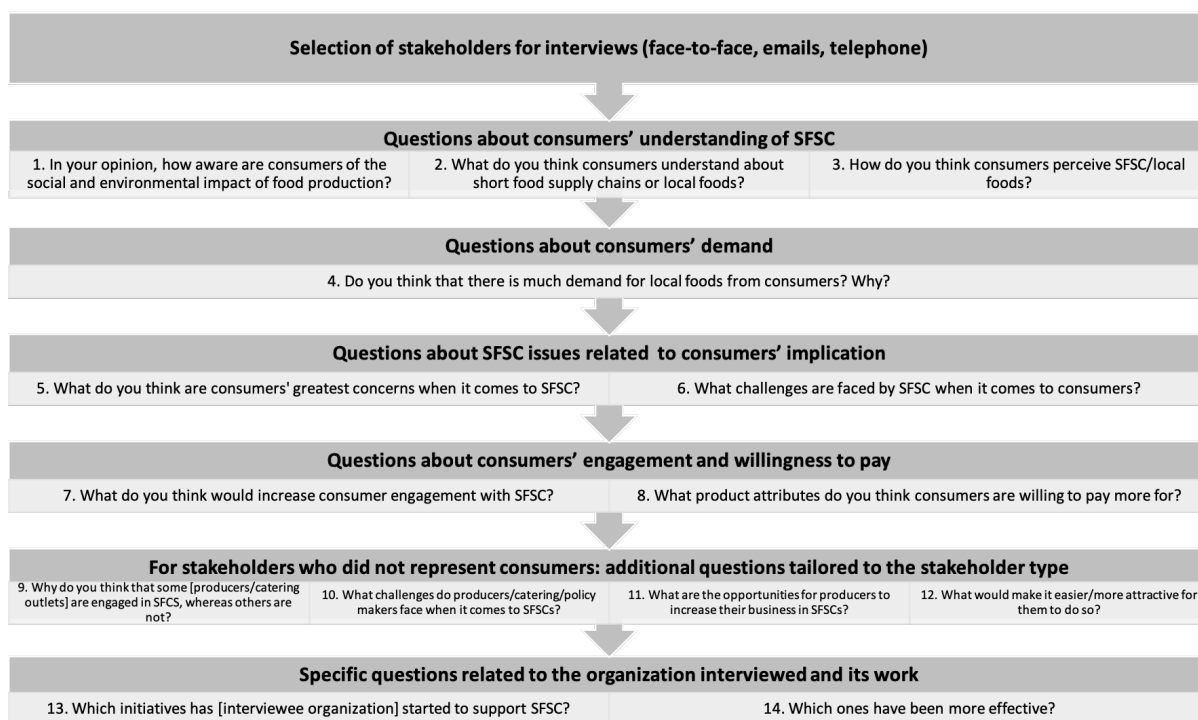 Selection of stakeholders for interviews (face-to-face, emails, telephone)
Questions about consumers’ understanding of SFSC
1. In your opinion, how aware are consumers of the
social and environmental impact of food production?
2. What do you think consumers understand about
short food supply chains or local foods?
3. How do you think consumers perceive SFSC/local
foods?
Questions about consumers’ demand
4. Do you think that there is much demand for local foods from consumers? Why?
Questions about SFSC issues related to consumers’ implication
5. What do you think are consumers' greatest concerns when it comes to SFSC?
6. What challenges are faced by SFSC when it comes to consumers?
Questions about consumers’ engagement and willingness to pay
7. What do you think would increase consumer engagement with SFSC?
8. What product attributes do you think consumers are willing to pay more for?
For stakeholders who did not represent consumers: additional questions tailored to the stakeholder type
9. Why do you think that some [producers/catering
outlets] are engaged in SFCS, whereas others are
not?
10. What challenges do producers/catering/policy
makers face when it comes to SFSCs?
11. What are the opportunities for producers to
increase their business in SFSCs?
12. What would make it easier/more attractive for
them to do so?
Specific questions related to the organization interviewed and its work
13. Which initiatives has [interviewee organization] started to support SFSC?
14. Which ones have been more effective?